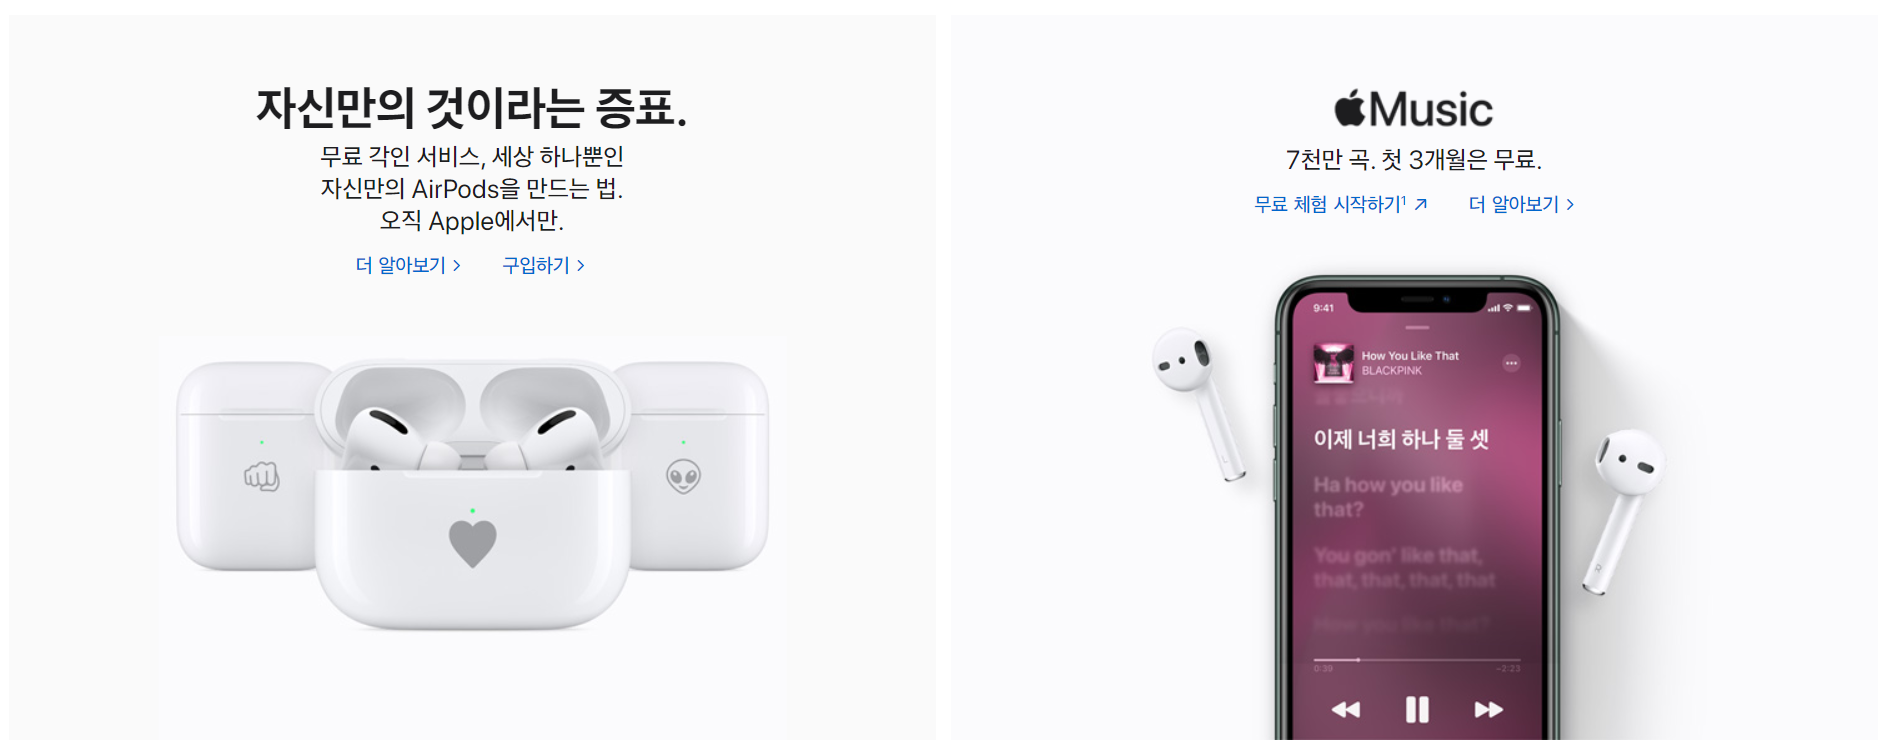 자신만의 것이라는 증표.
무료 각인 서비스, 세상 하나뿐인
자신만의 AirPods을 만드는 법.
오직 Apple에서만.
더 알아보기 >
구입하기 >
Music
7천만 곡. 첫 3개월은 무료.
무료 체험 시작하기¹ ↗
더 알아보기 >
9:41
How You Like That
BLACKPINK
이제 너희 하나 둘 셋
Ha how you like
that?
You gon' like that,
that, that, that, that
How you like that?
0:39
-2:23
L
R